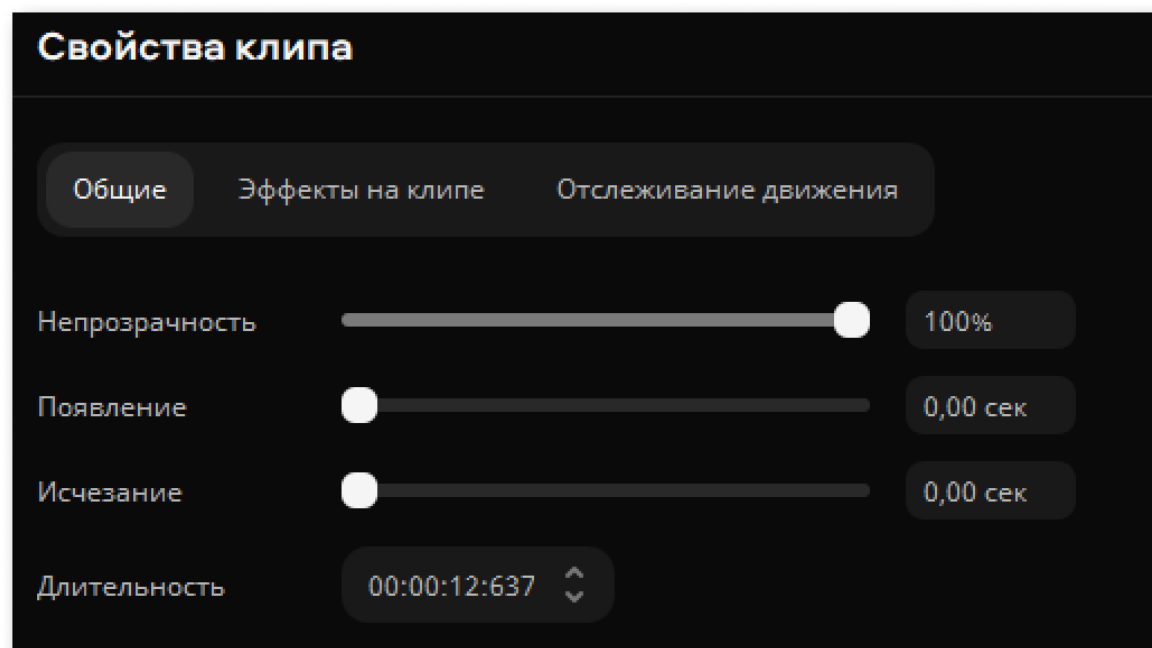 Свойства клипа
Общие Эффекты на клипе Отслеживание движения
Непрозрачность 100%
Появление 0,00 сек
Исчезание 0,00 сек
Длительность 00:00:12:637